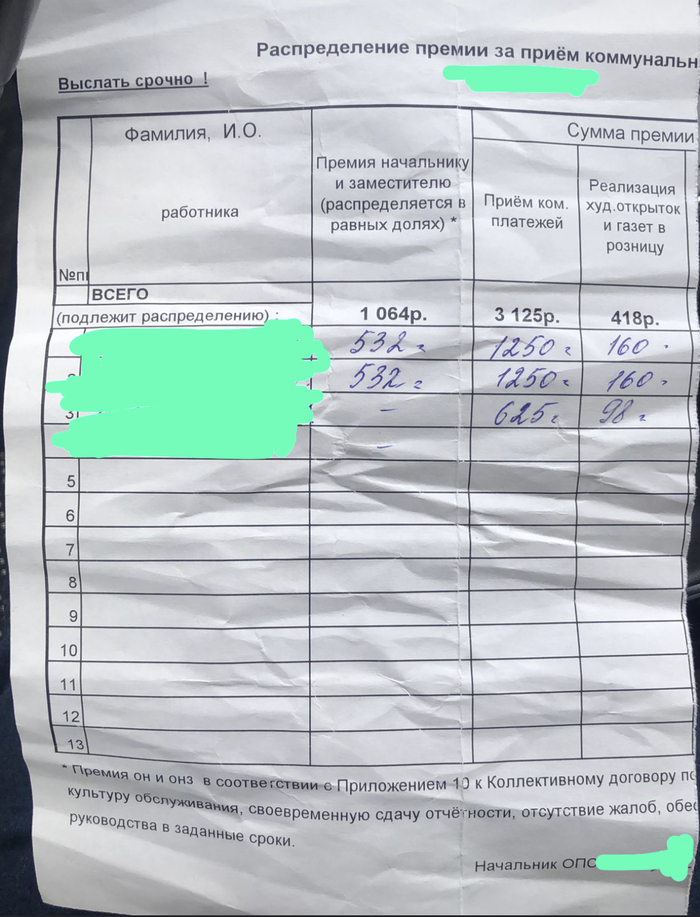 Распределение премии за приём коммунальн
Выслать срочно !
Фамилия, И.О.
работника
№пп
Премия начальнику
и заместителю
(распределяется в
равных долях) *
Сумма премии
Приём ком.
платежей
Реализация
худ.открыток
и газет в
розницу
ВСЕГО
(подлежит распределению) : 1 064р. 3 125р. 418р.
532 1250 160
532 1250 160
3 - 625 98
-
5
6
7
8
9
10
11
12
13
* Премия он и онз в соответствии с Приложением 10 к Коллективному договору по
культуру обслуживания, своевременную сдачу отчётности, отсутствие жалоб, обес
руководства в заданные сроки.
Начальник ОПС